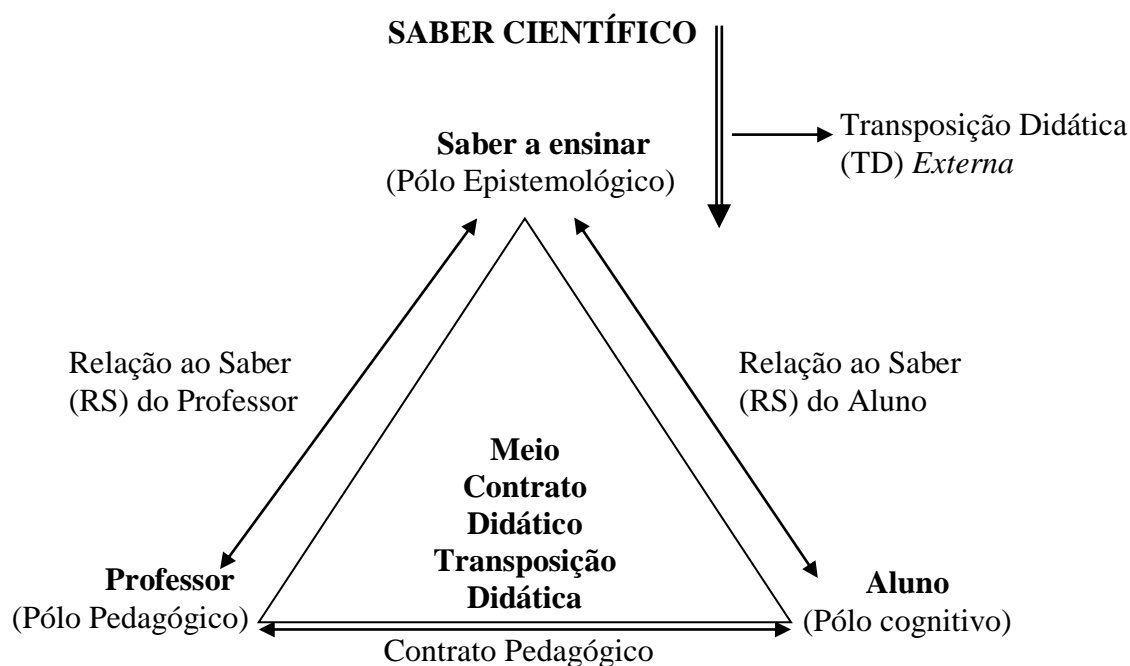 SABER CIENTÍFICO
Transposição Didática
(TD) Externa
Saber a ensinar
(Pólo Epistemológico)
Relação ao Saber
(RS) do Professor
Relação ao Saber
(RS) do Aluno
Meio
Contrato
Didático
Transposição
Didática
Professor
(Pólo Pedagógico)
Aluno
(Pólo cognitivo)
Contrato Pedagógico